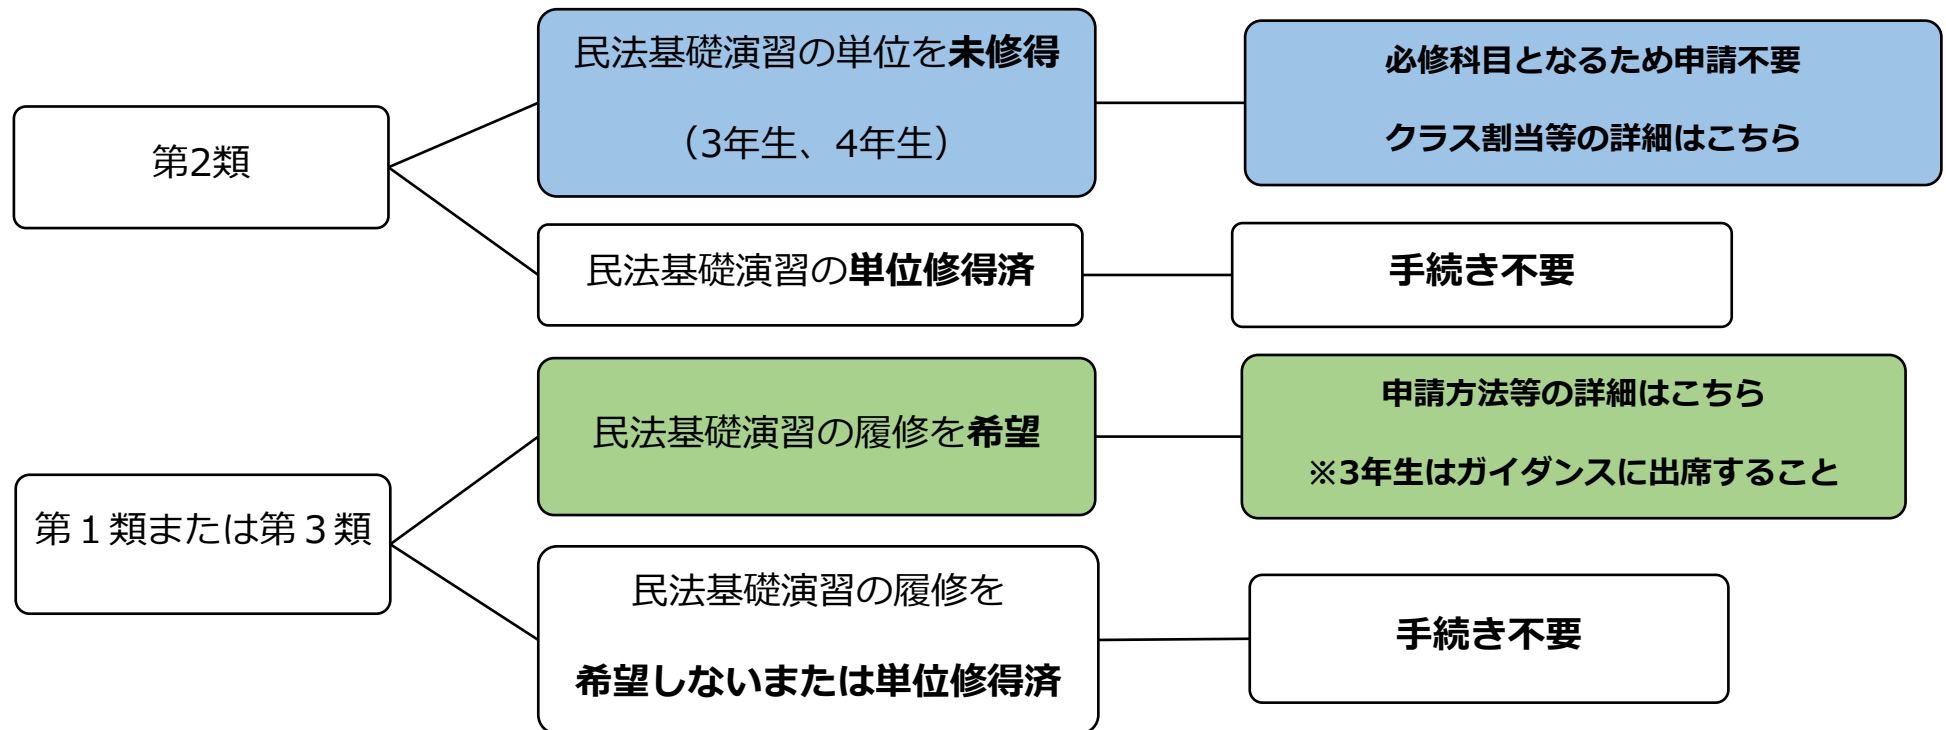 第2類
民法基礎演習の単位を未修得
（3年生、4年生）
必修科目となるため申請不要
クラス割当等の詳細はこちら
民法基礎演習の単位修得済
手続き不要
第１類または第３類
民法基礎演習の履修を希望
申請方法等の詳細はこちら
※3年生はガイダンスに出席すること
民法基礎演習の履修を
希望しないまたは単位修得済
手続き不要